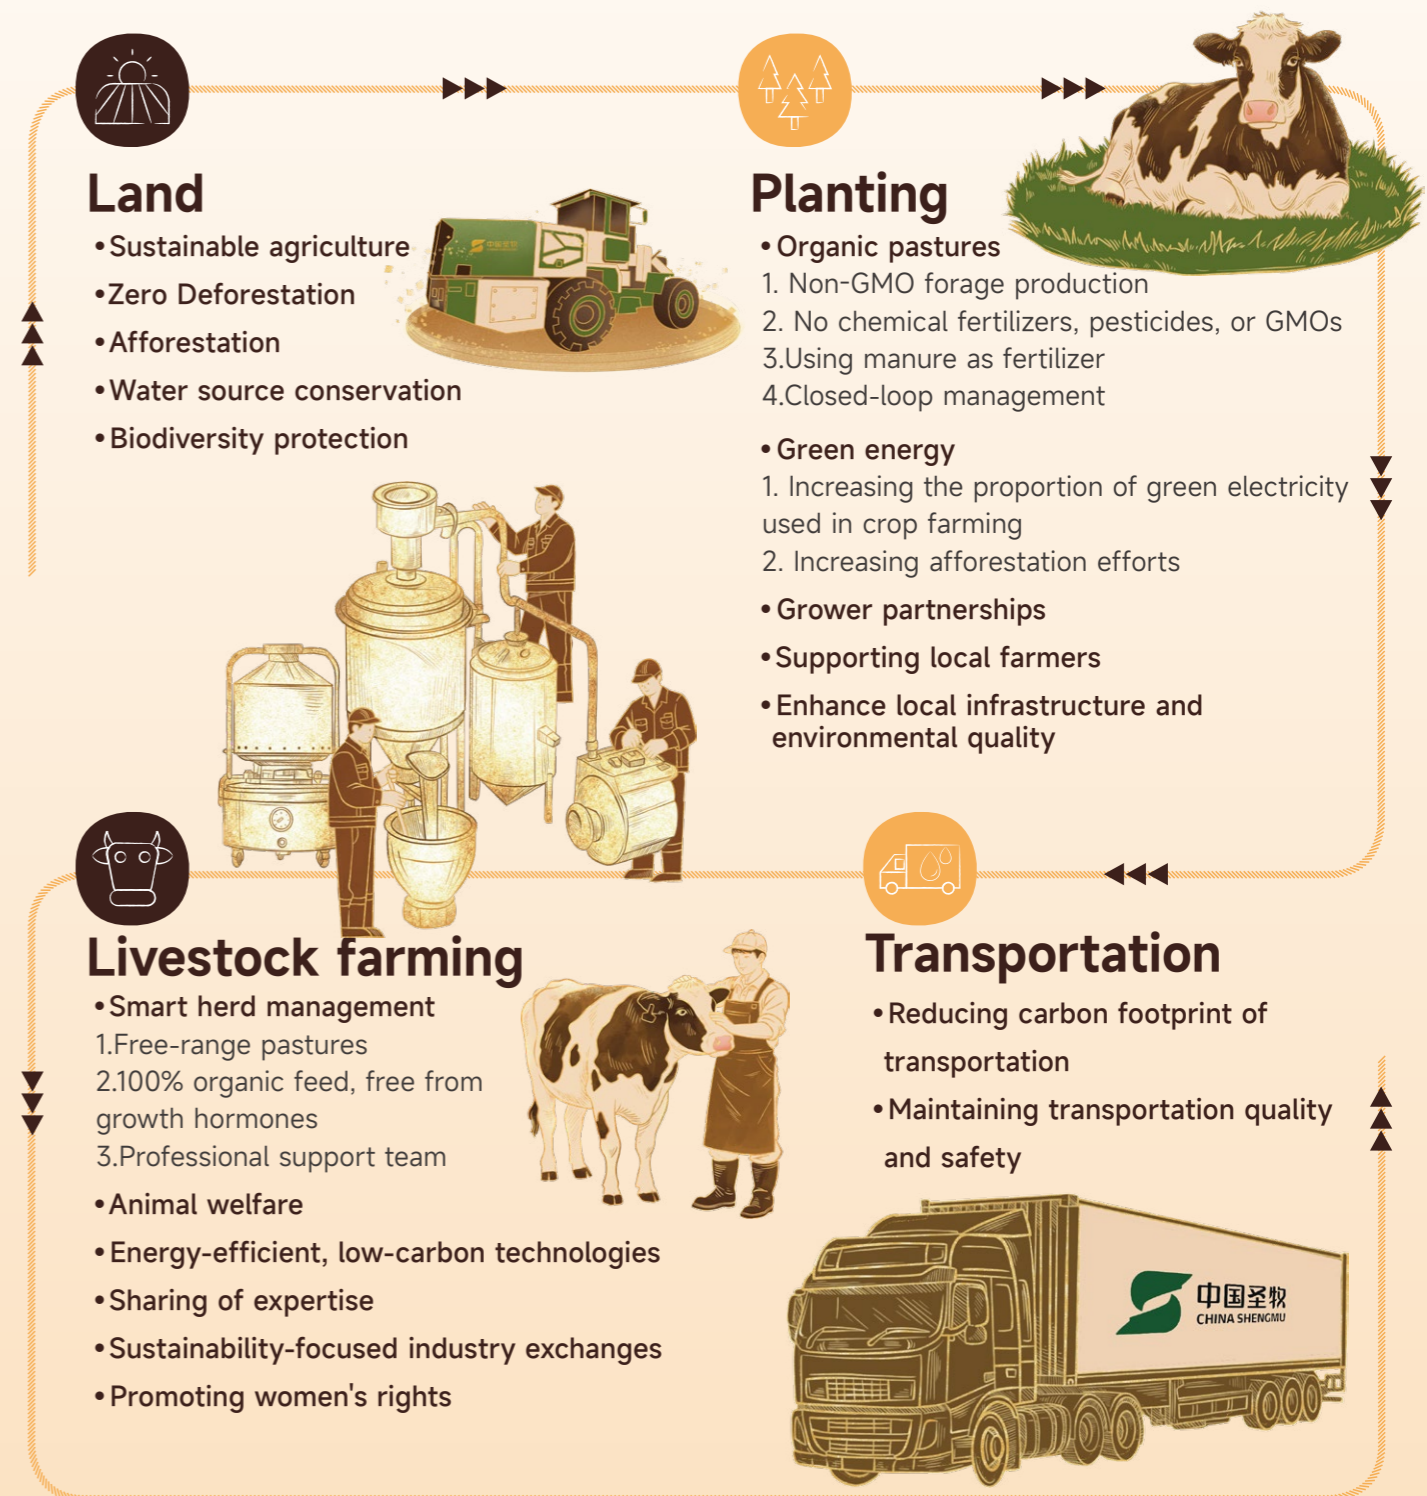 Land
•Sustainable agriculture
•Zero Deforestation
•Afforestation
•Water source conservation
•Biodiversity protection
中国圣牧
Planting
•Organic pastures
1. Non-GMO forage production
2. No chemical fertilizers, pesticides, or GMOs
3.Using manure as fertilizer
4.Closed-loop management
•Green energy
1. Increasing the proportion of green electricity
used in crop farming
2. Increasing afforestation efforts
•Grower partnerships
•Supporting local farmers
•Enhance local infrastructure and
environmental quality
Livestock farming
•Smart herd management
1.Free-range pastures
2.100% organic feed, free from
growth hormones
3.Professional support team
•Animal welfare
•Energy-efficient, low-carbon technologies
•Sharing of expertise
•Sustainability-focused industry exchanges
•Promoting women's rights
Transportation
•Reducing carbon footprint of
transportation
•Maintaining transportation quality
and safety
中国圣牧
CHINA SHENGMU